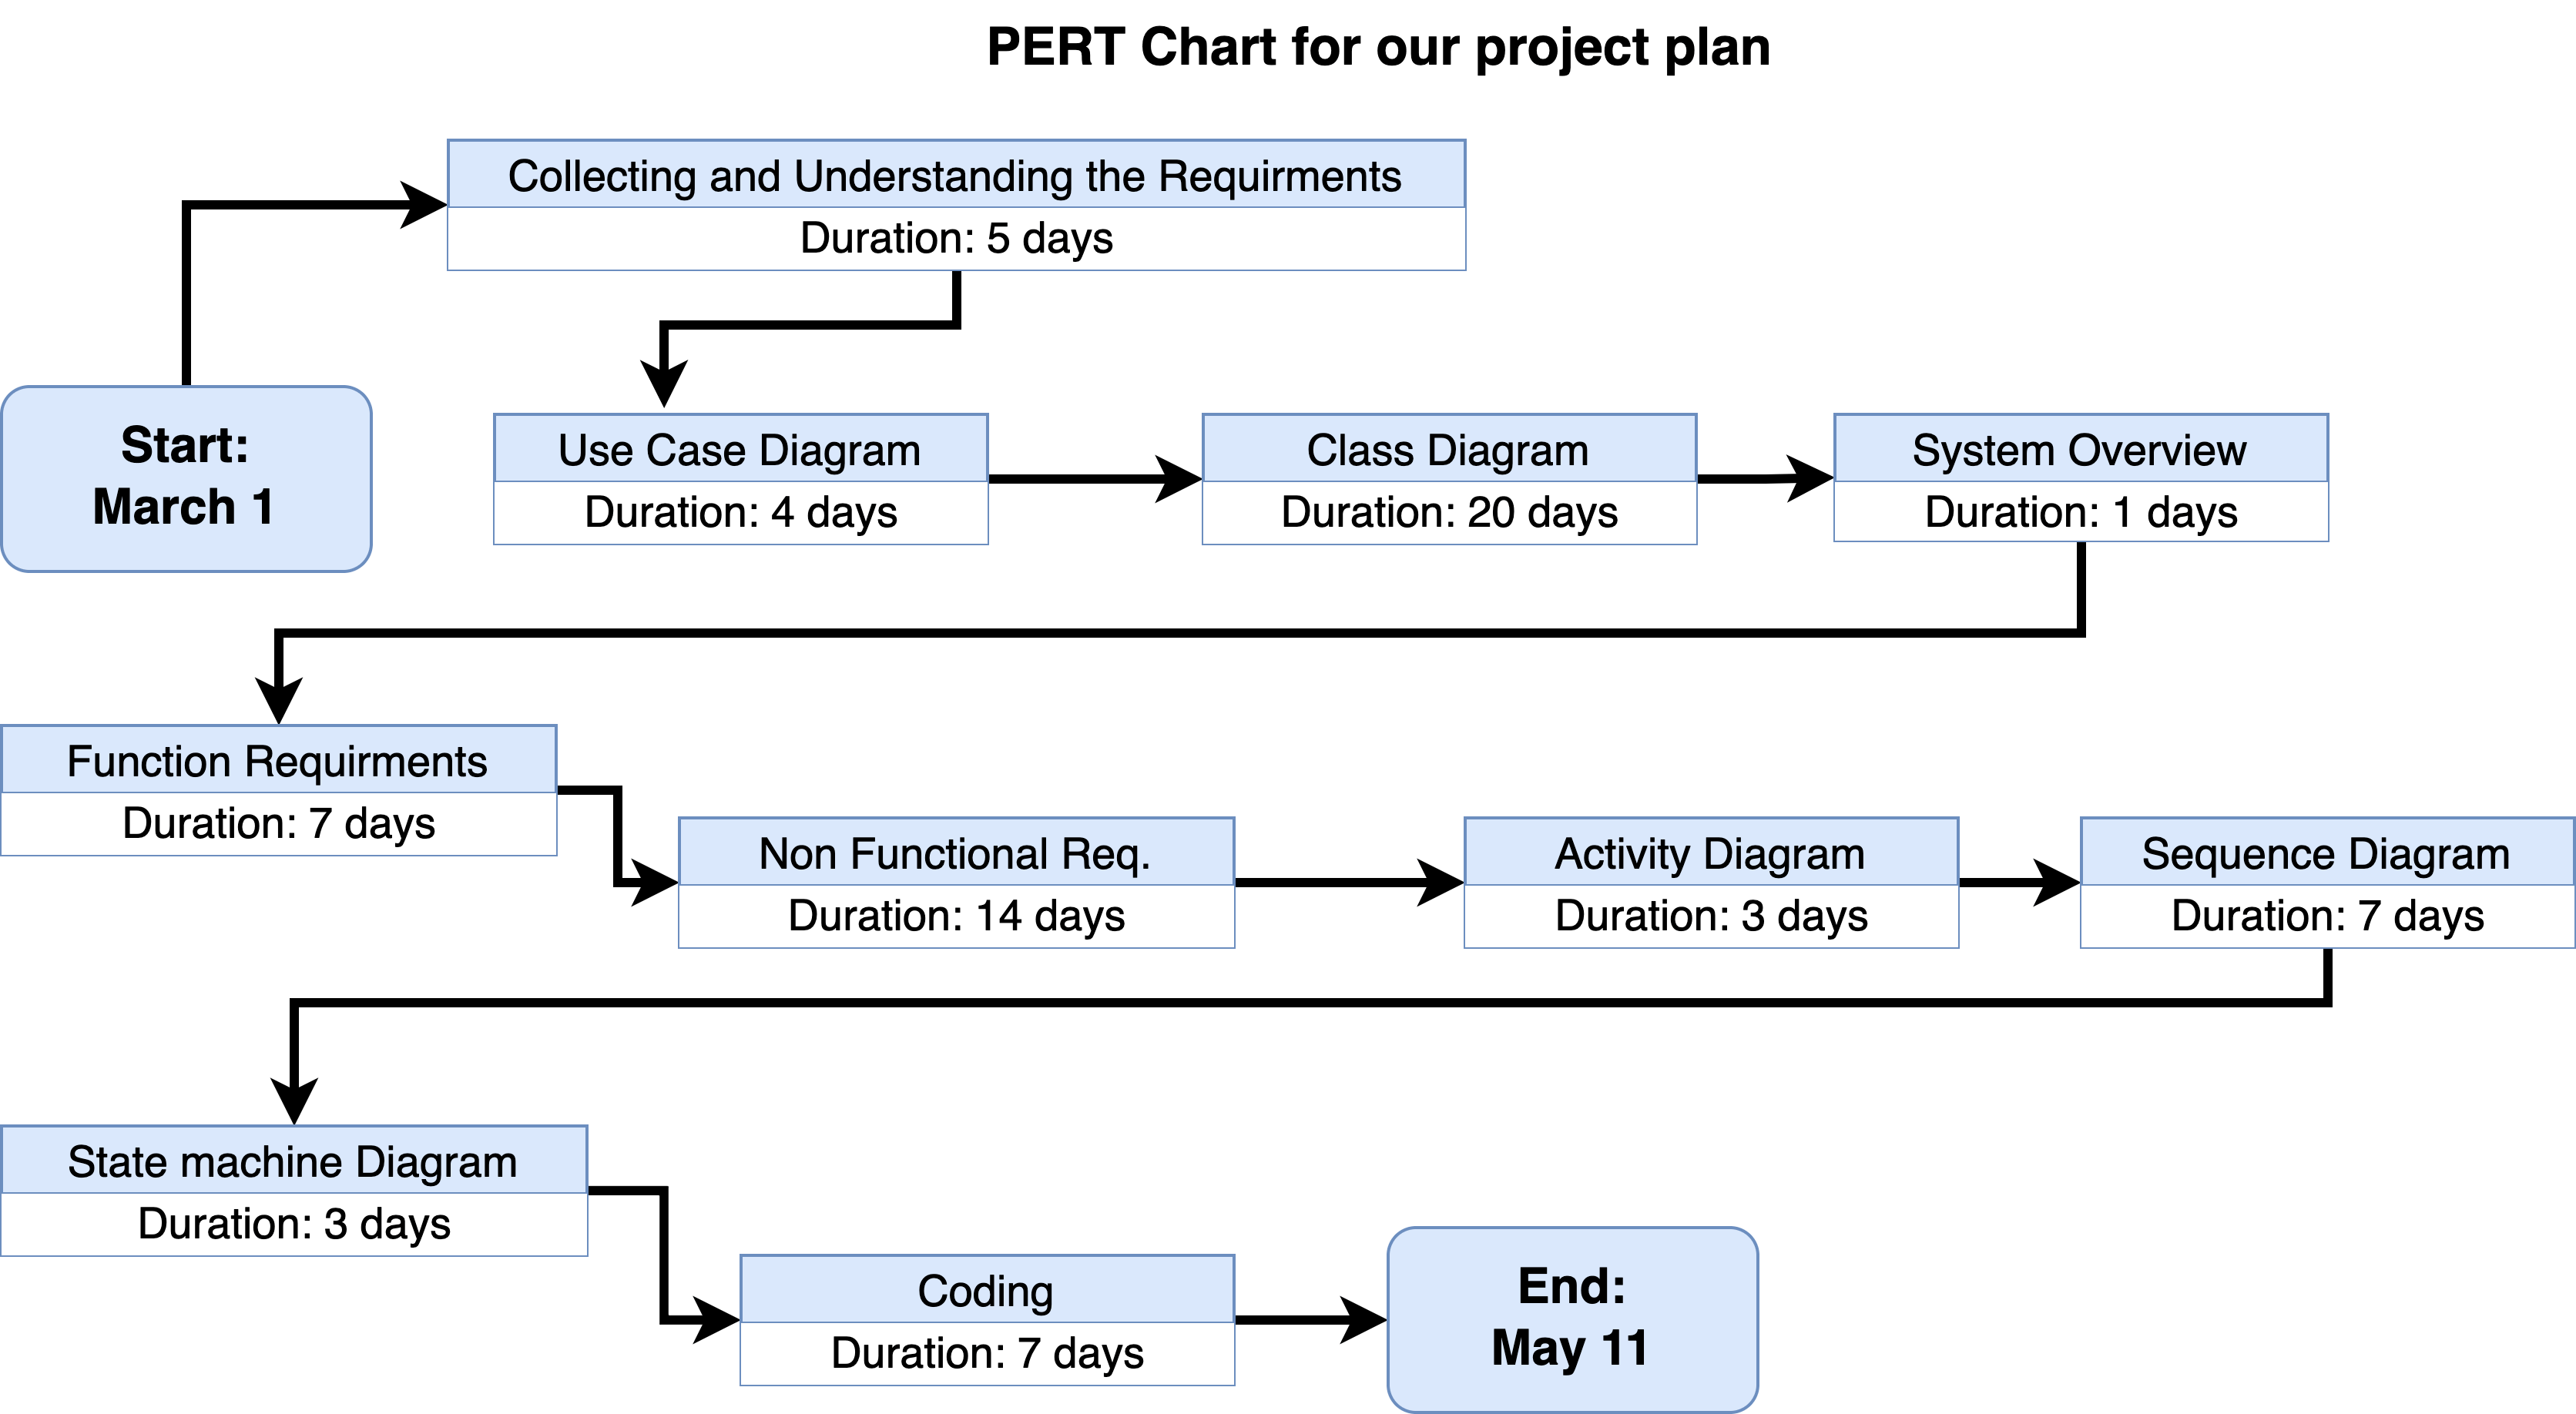 PERT Chart for our project plan
Collecting and Understanding the Requirments
Duration: 5 days
Start:
March 1
Use Case Diagram
Duration: 4 days
Class Diagram
Duration: 20 days
System Overview
Duration: 1 days
Function Requirments
Duration: 7 days
Non Functional Req.
Duration: 14 days
Activity Diagram
Duration: 3 days
Sequence Diagram
Duration: 7 days
State machine Diagram
Duration: 3 days
Coding
Duration: 7 days
End:
May 11